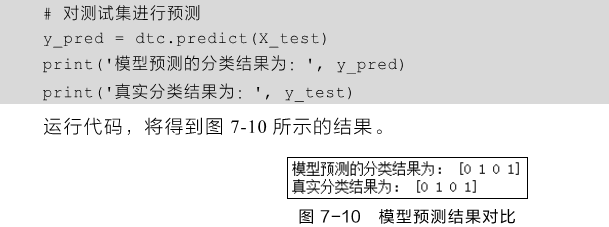 # 对测试集进行预测
y_pred = dtc.predict(X_test)
print('模型预测的分类结果为: ', y_pred)
print('真实分类结果为: ', y_test)
运行代码，将得到图 7-10 所示的结果。
模型预测的分类结果为： [0 1 0 1]
真实分类结果为： [0 1 0 1]
图 7-10 模型预测结果对比